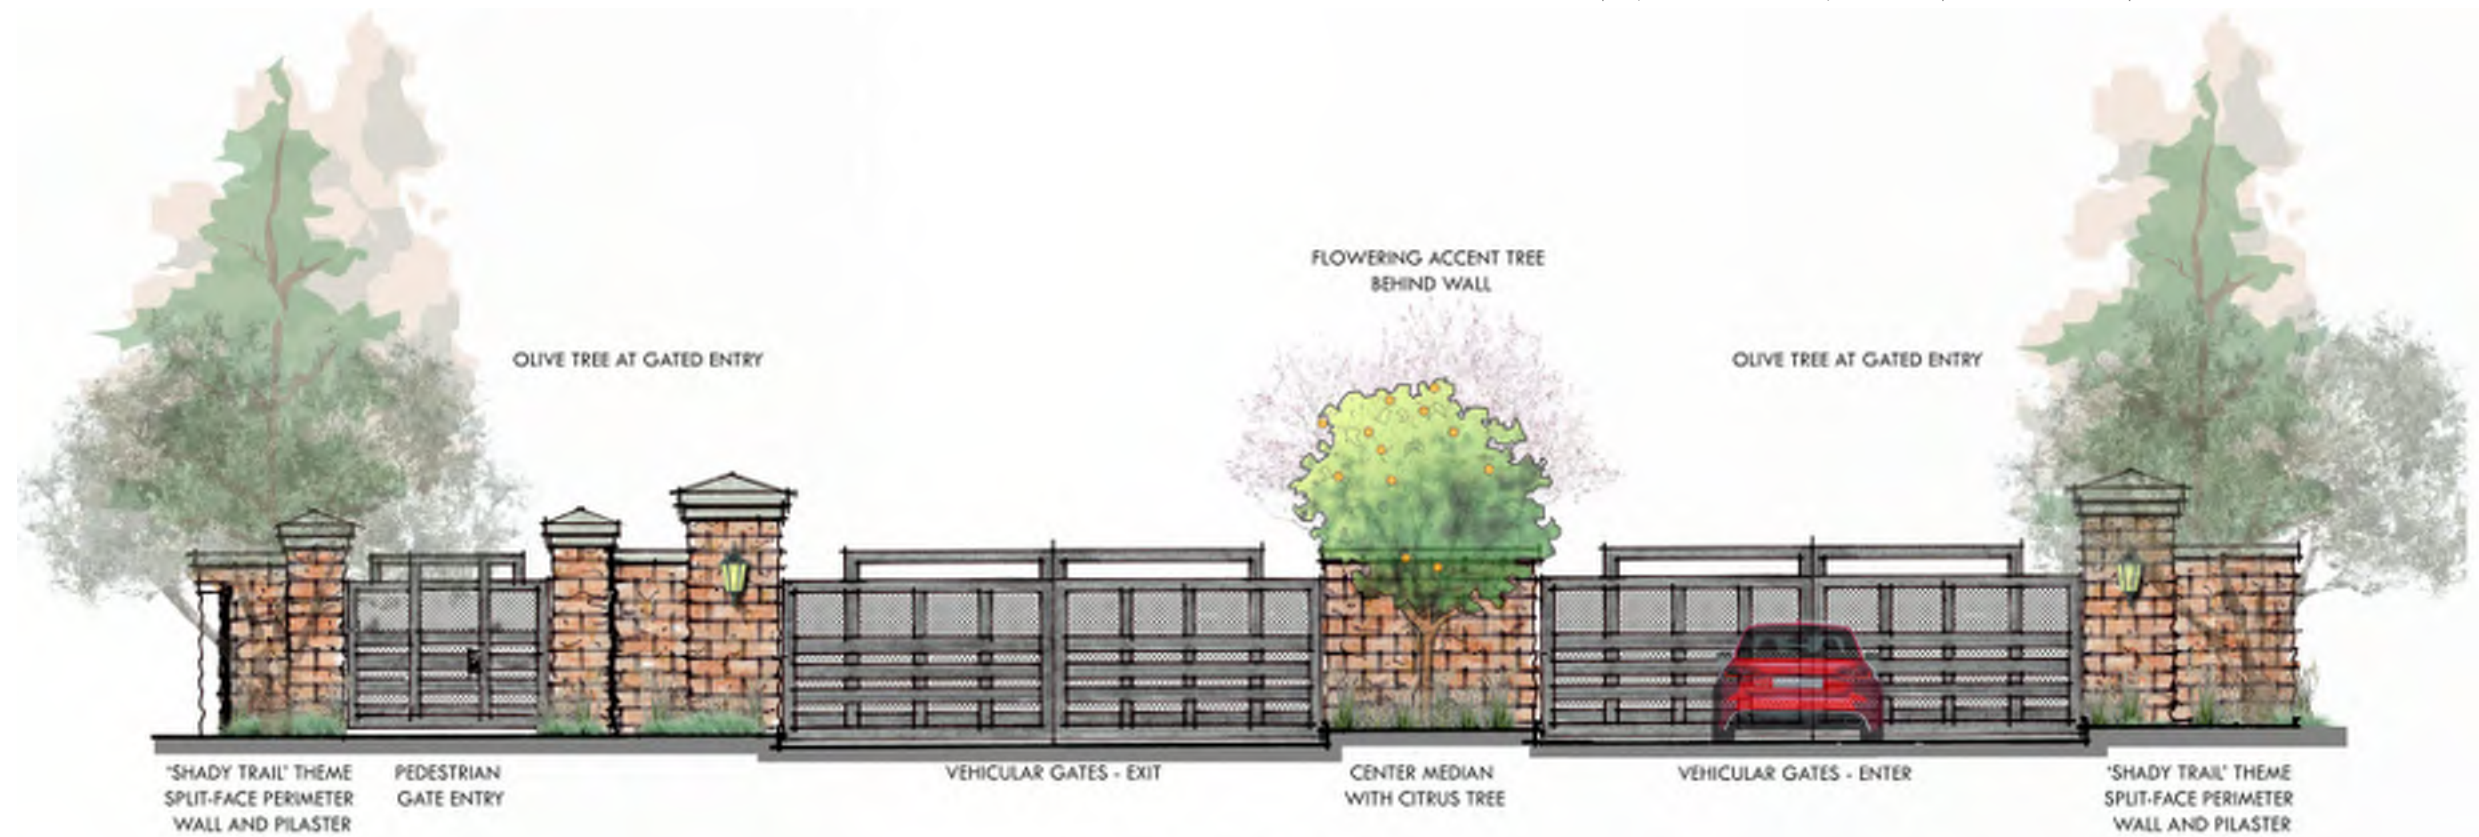 FLOWERING ACCENT TREE
BEHIND WALL
OLIVE TREE AT GATED ENTRY
OLIVE TREE AT GATED ENTRY
"SHADY TRAIL" THEME
SPLIT-FACE PERIMETER
WALL AND PILASTER
PEDESTRIAN
GATE ENTRY
VEHICULAR GATES - EXIT
CENTER MEDIAN
WITH CITRUS TREE
VEHICULAR GATES - ENTER
"SHADY TRAIL" THEME
SPLIT-FACE PERIMETER
WALL AND PILASTER